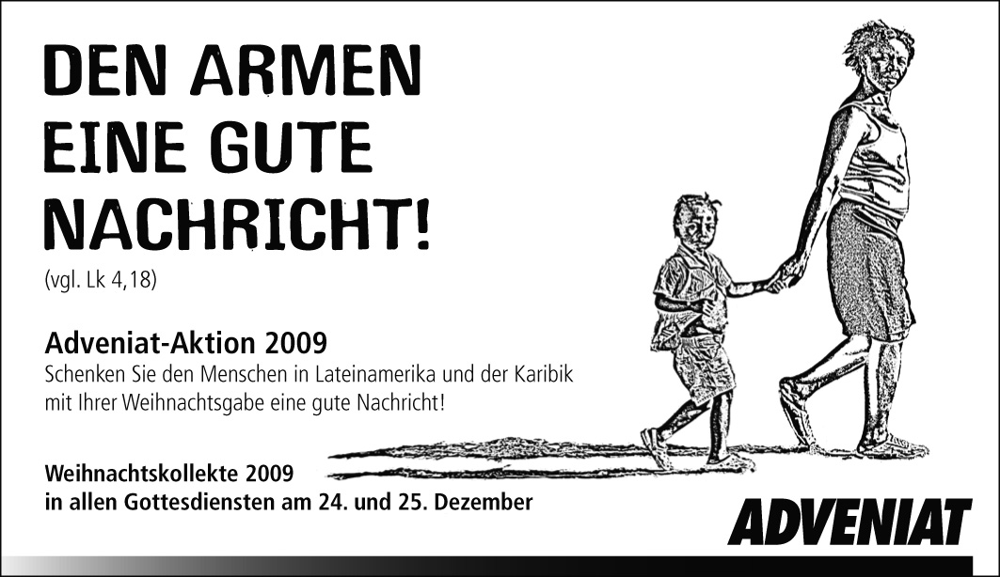 DEN ARMEN
EINE GUTE
NACHRICHT!
(vgl. Lk 4,18)
Adveniat-Aktion 2009
Schenken Sie den Menschen in Lateinamerika und der Karibik
mit Ihrer Weihnachtsgabe eine gute Nachricht!
Weihnachtskollekte 2009
in allen Gottesdiensten am 24. und 25. Dezember
ADVENIAT